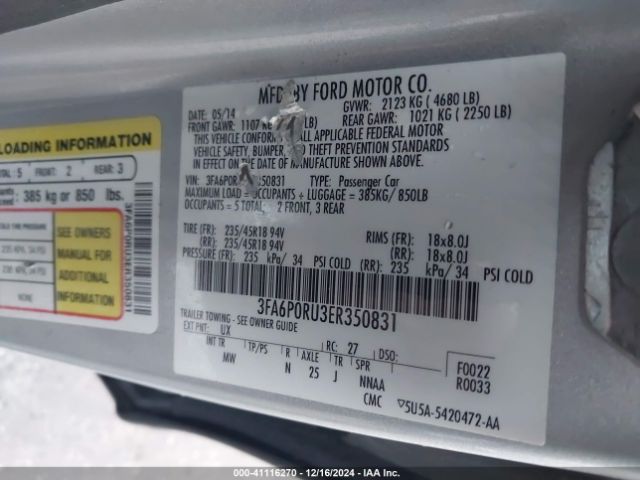 MFD. BY FORD MOTOR CO.
DATE: 05/14 GVWR: 2123 KG ( 4680 LB)
FRONT GAWR: 1107 KG LB) REAR GAWR: 1021 KG ( 2250 LB)
THIS VEHICLE CONFORMS ALL APPLICABLE FEDERAL MOTOR
VEHICLE SAFETY, BUMPER, THEFT PREVENTION STANDARDS
IN EFFECT ON THE DATE OF MANUFACTURE SHOWN ABOVE
VIN: 3FA6P0R 350831 TYPE: Passenger Car
MAXIMUM LOAD = OCCUPANTS + LUGGAGE = 385KG/ 850LB
OCCUPANTS = 5 TOTAL, 2 FRONT, 3 REAR
TIRE (FR): 235/45R18 94V RIMS (FR): 18x8.0J
(RR): 235/45R18 94V (RR): 18x8.0J
PRESSURE (FR): 235 kPa/ 34 PSI COLD (RR): 235 kPa/ 34 PSI COLD
3FA6P0RU3ER350831
TRAILER TOWING - SEE OWNER GUIDE
EXT PNT: UX RC: 27 DSO:
INT TR TP/PS R AXLE TR SPR F0022
MW N 25 J NNAA R0033
CMC 5U5A-5420472-AA
LOADING INFORMATION
5 FRONT: 2 REAR: 3
385 kg or 850 lbs.
COLD TIRE PRESSURE
SEE OWNERS
MANUAL FOR
ADDITIONAL
INFORMATION
3FA6P0RU3ER350831
000-41116270 - 12/16/2024 - IAA Inc.